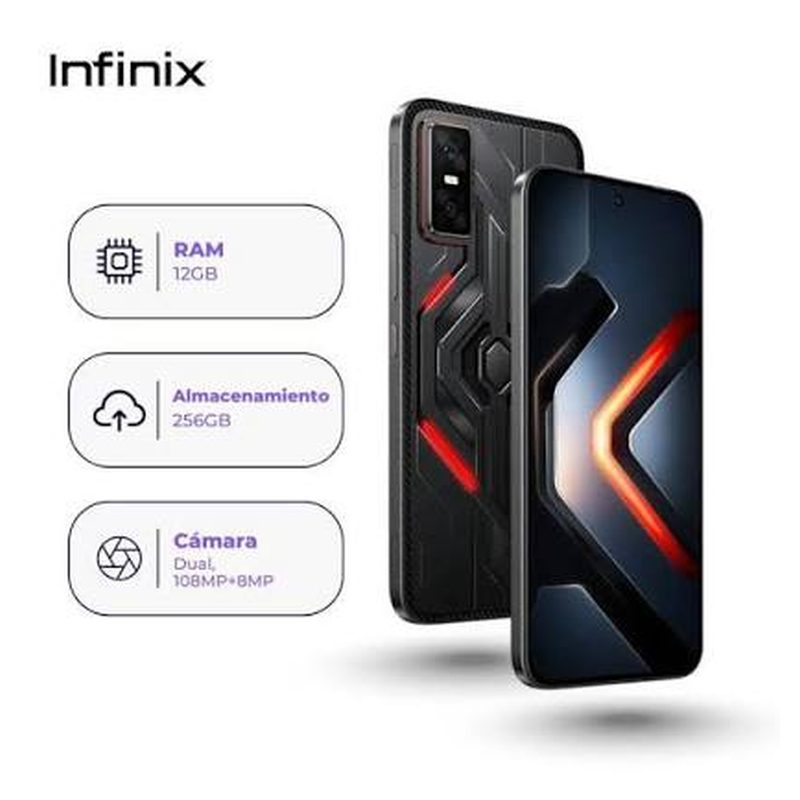 Infinix
RAM
12GB
Almacenamiento
256GB
Cámara
Dual,
108MP+8MP